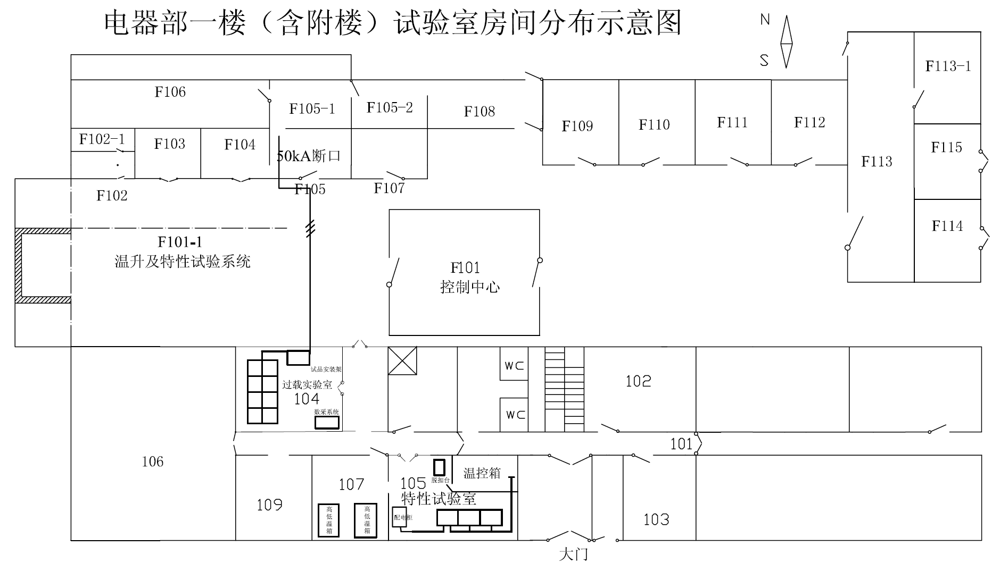 电器部一楼（含附楼）试验室房间分布示意图
N
S
F113-1
F106
F105-1
F105-2
F108
F109
F110
F111
F112
F102-1
F103
F104
50kA断口
F115
F113
F102
F105
F107
F114
F101-1
温升及特性试验系统
F101
控制中心
试品安装架
过载实验室
104
数采系统
WC
WC
102
101
106
109
107
高低温箱
高低温箱
105
脱扣台
温控箱
特性试验室
配电柜
103
大门